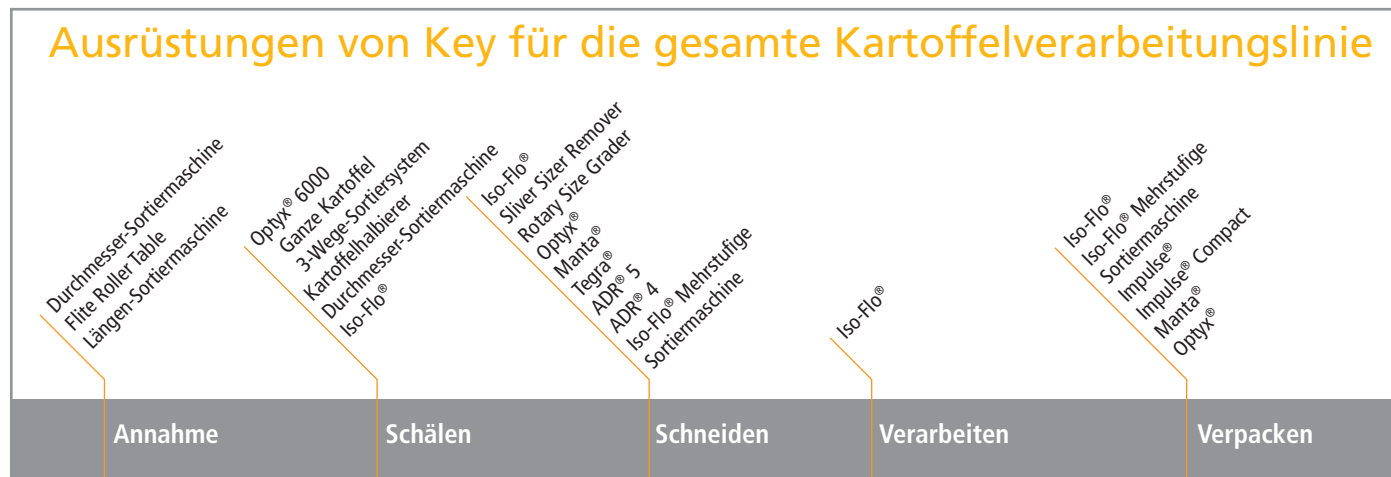 Ausrüstungen von Key für die gesamte Kartoffelverarbeitungslinie
Durchmesser-Sortiermaschine
Flite Roller Table
Längen-Sortiermaschine
Optyx® 6000
Ganze Kartoffel
3-Wege-Sortiersystem
Kartoffelhalbierer
Durchmesser-Sortiermaschine
Iso-Flo®
Iso-Flo®
Sliver Sizer Remover
Rotary Size Grader
Optyx®
Manta®
Tegra®
ADR® 5
ADR® 4
Iso-Flo® Mehrstufige
Sortiermaschine
Iso-Flo®
Iso-Flo®
Iso-Flo® Mehrstufige
Sortiermaschine
Impulse®
Impulse® Compact
Manta®
Optyx®
Annahme
Schälen
Schneiden
Verarbeiten
Verpacken